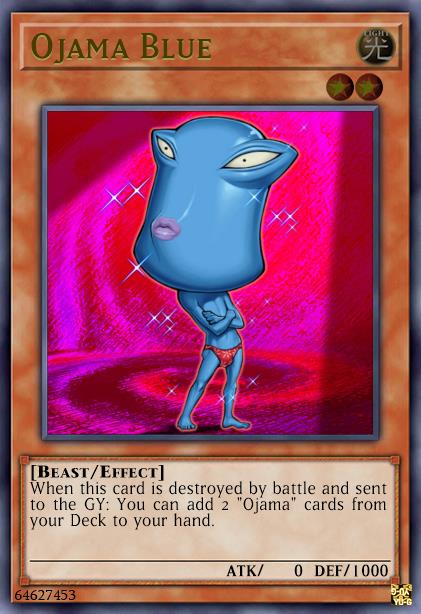 OJAMA BLUE
LIGHT
光
[BEAST/EFFECT]
When this card is destroyed by battle and sent
to the GY: You can add 2 "Ojama" cards from
your Deck to your hand.
ATK/ 0 DEF/1000
64627453